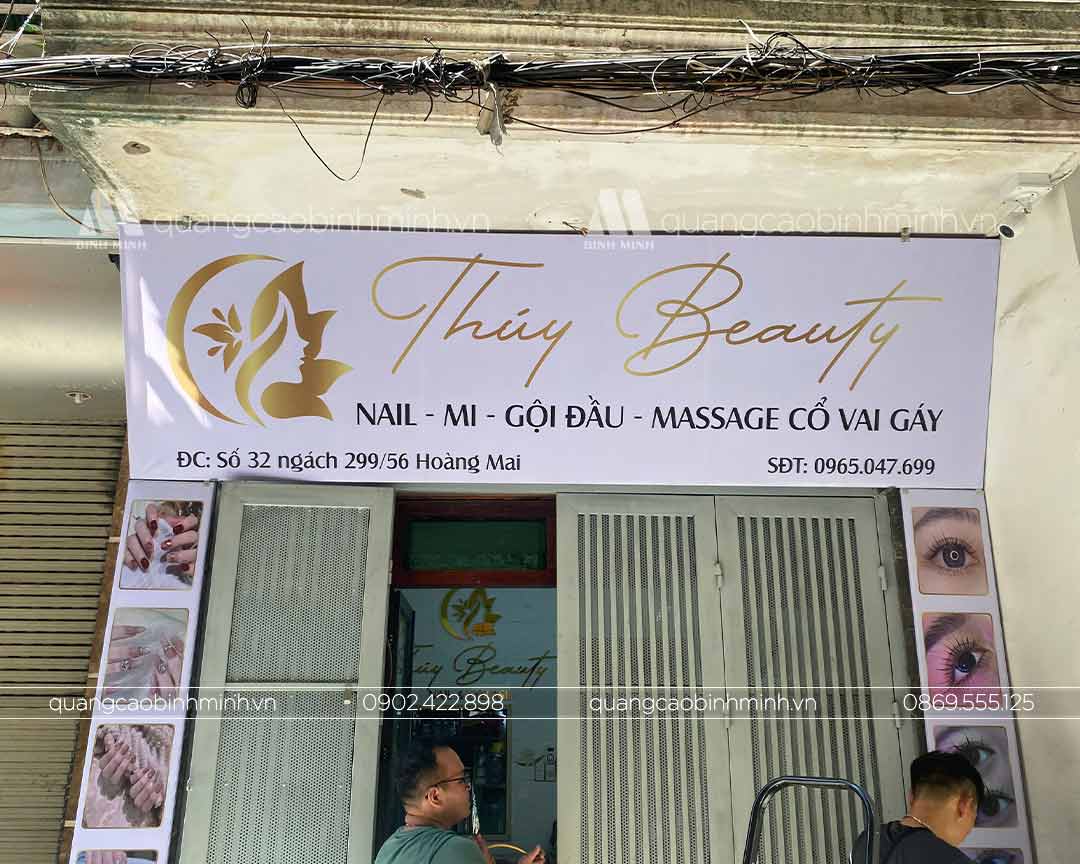 quangcaobinhminh.vn
BINH MINH
quangcaobinhminh.vn
BINH MINH
Thúy Beauty
NAIL - MI - GỘI ĐẦU - MASSAGE CỔ VAI GÁY
ĐC: Số 32 ngách 299/56 Hoàng Mai
SĐT: 0965.047.699
Thúy Beauty
quangcaobinhminh.vn - 0902.422.898 quangcaobinhminh.vn 0869.555.125